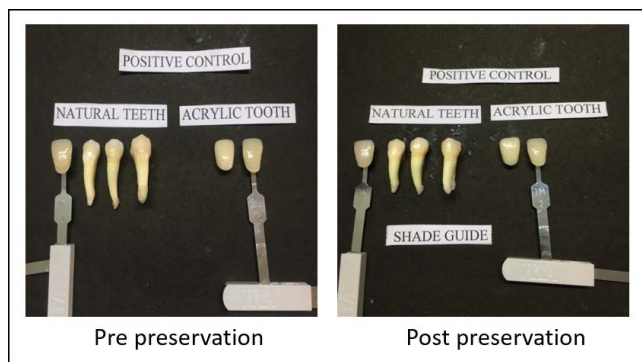 POSITIVE CONTROL
NATURAL TEETH
ACRYLIC TOOTH
POSITIVE CONTROL
NATURAL TEETH
ACRYLIC TOOTH
SHADE GUIDE
Pre preservation
Post preservation